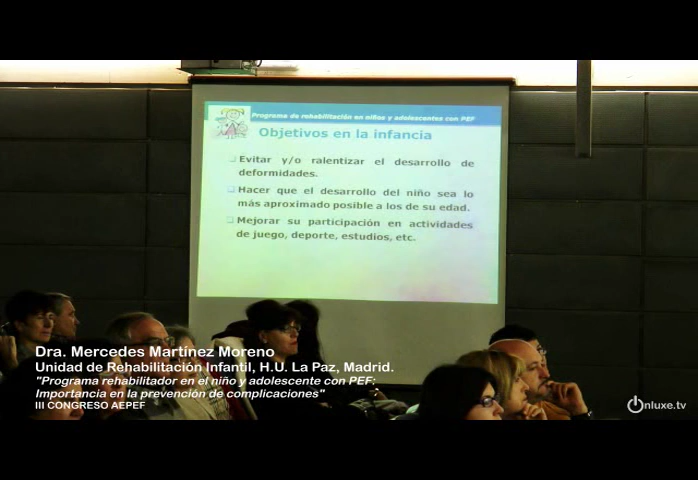 Programa de rehabilitación en niños y adolescentes con PEF
Objetivos en la infancia
Evitar y/o ralentizar el desarrollo de
deformidades.
Hacer que el desarrollo del niño sea lo
más aproximado posible a los de su edad.
Mejorar su participación en actividades
de juego, deporte, estudios, etc.
Dra. Mercedes Martínez Moreno
Unidad de Rehabilitación Infantil, H.U. La Paz, Madrid.
"Programa rehabilitador en el niño y adolescente con PEF:
Importancia en la prevención de complicaciones"
III CONGRESO AEPEF
Onluxe.tv